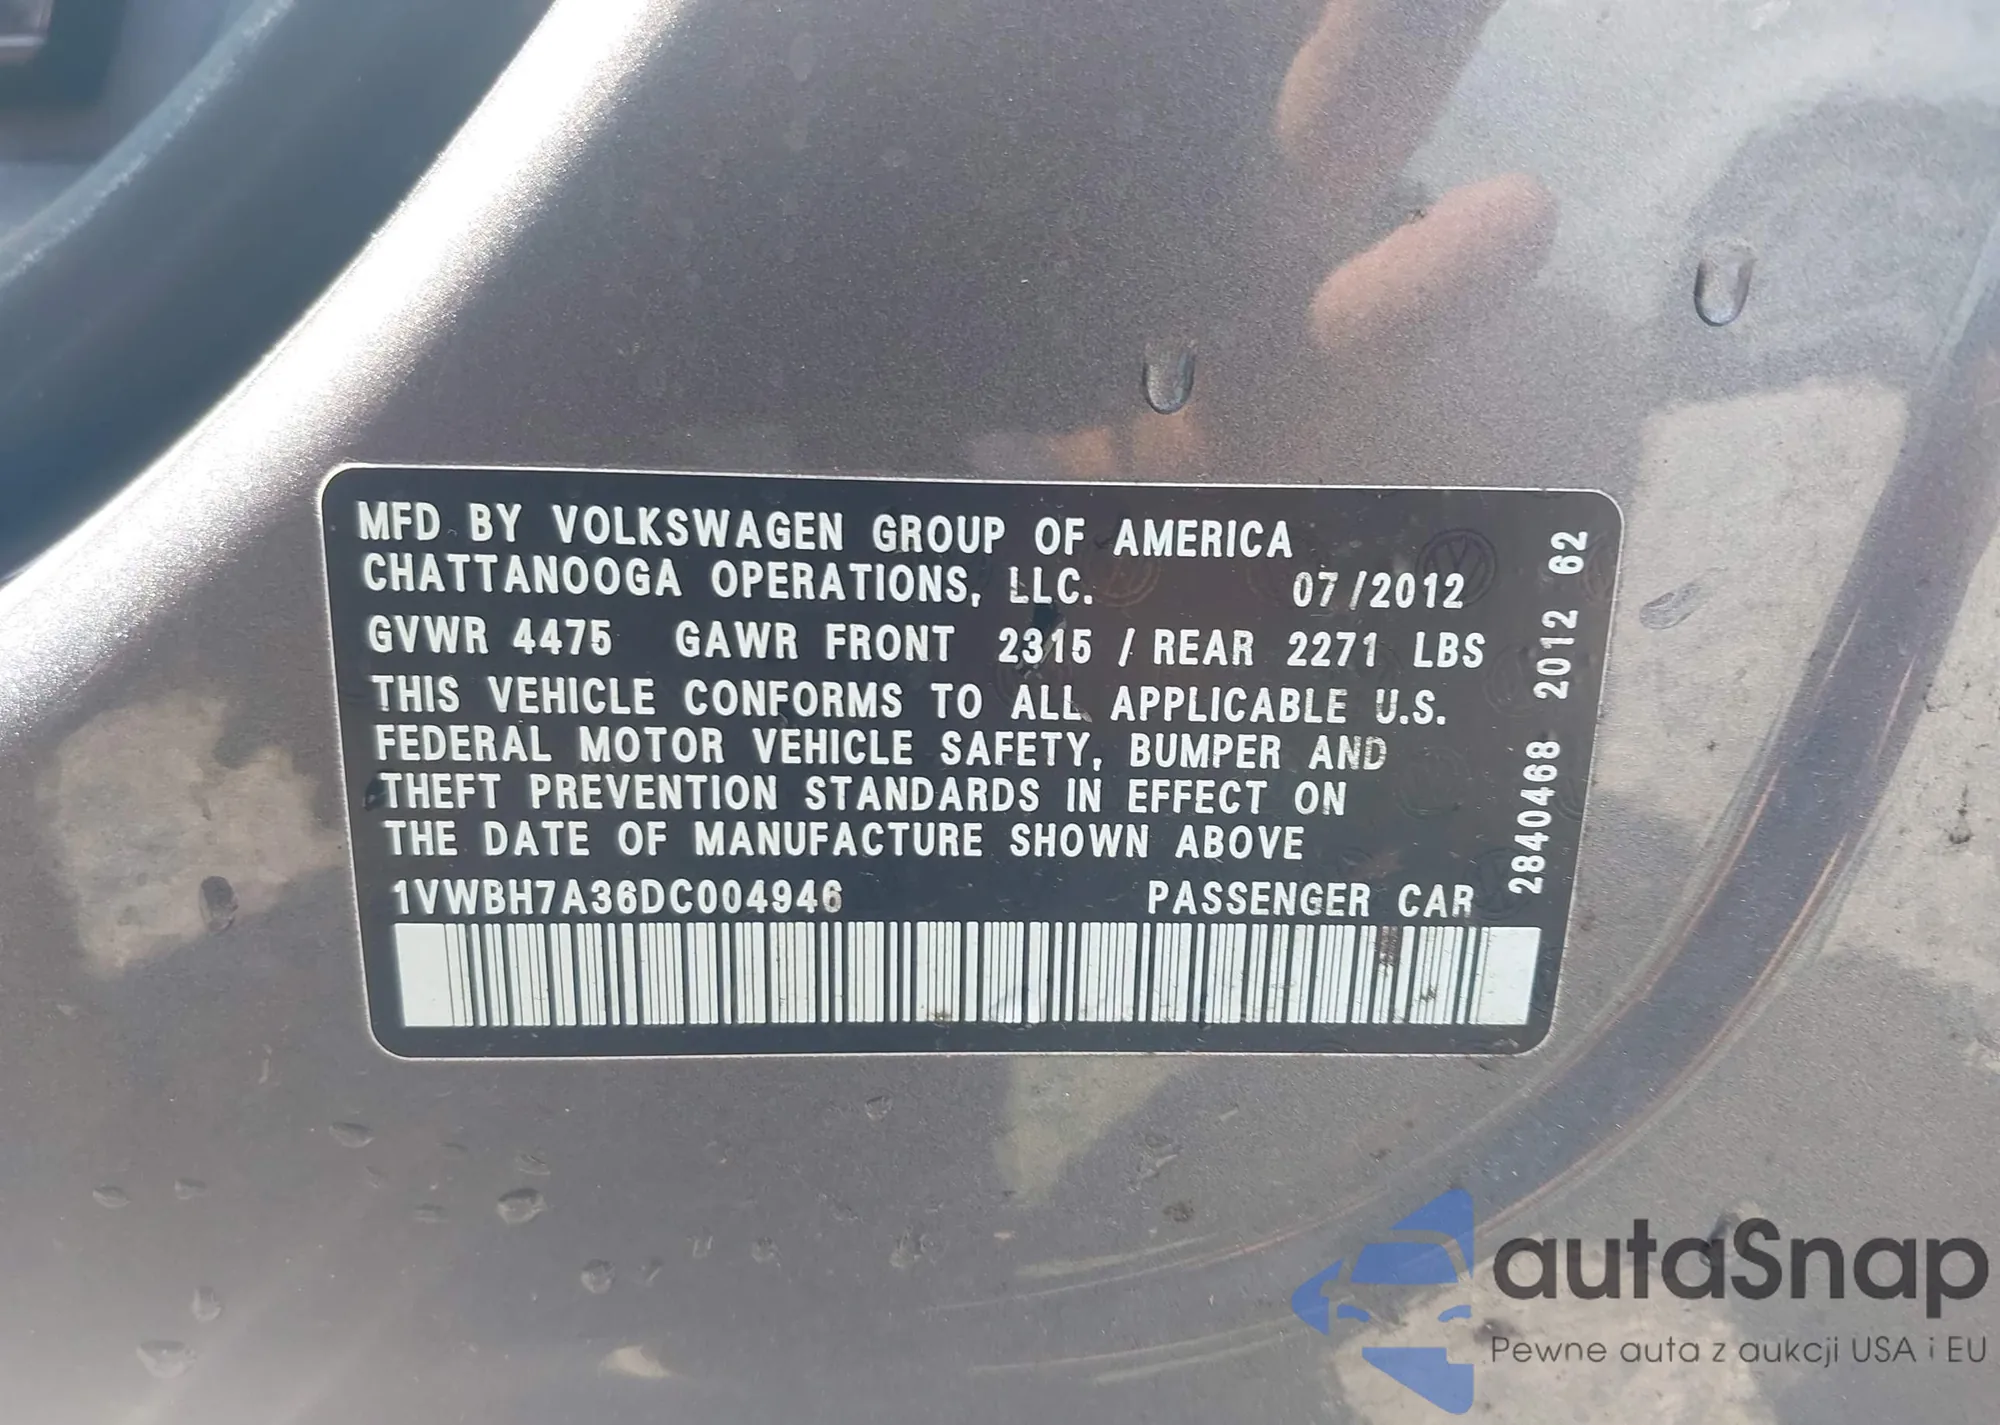 MFD BY VOLKSWAGEN GROUP OF AMERICA
CHATTANOOGA OPERATIONS, LLC. 07/2012
GVWR 4475 GAWR FRONT 2315 / REAR 2271 LBS
THIS VEHICLE CONFORMS TO ALL APPLICABLE U.S.
FEDERAL MOTOR VEHICLE SAFETY, BUMPER AND
THEFT PREVENTION STANDARDS IN EFFECT ON
THE DATE OF MANUFACTURE SHOWN ABOVE
1VWBH7A36DC004946 PASSENGER CAR
2840468 2012 62
autaSnap
Pewne auta z aukcji USA i EU